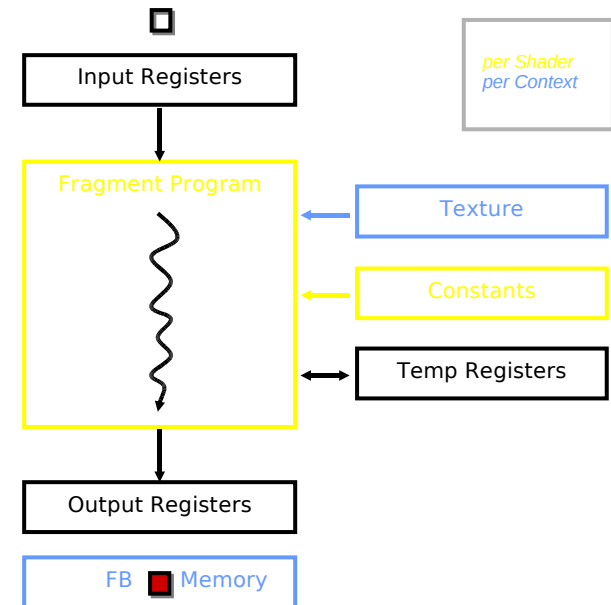 Input Registers
per Shader
per Context
Fragment Program
Texture
Constants
Temp Registers
Output Registers
FB Memory